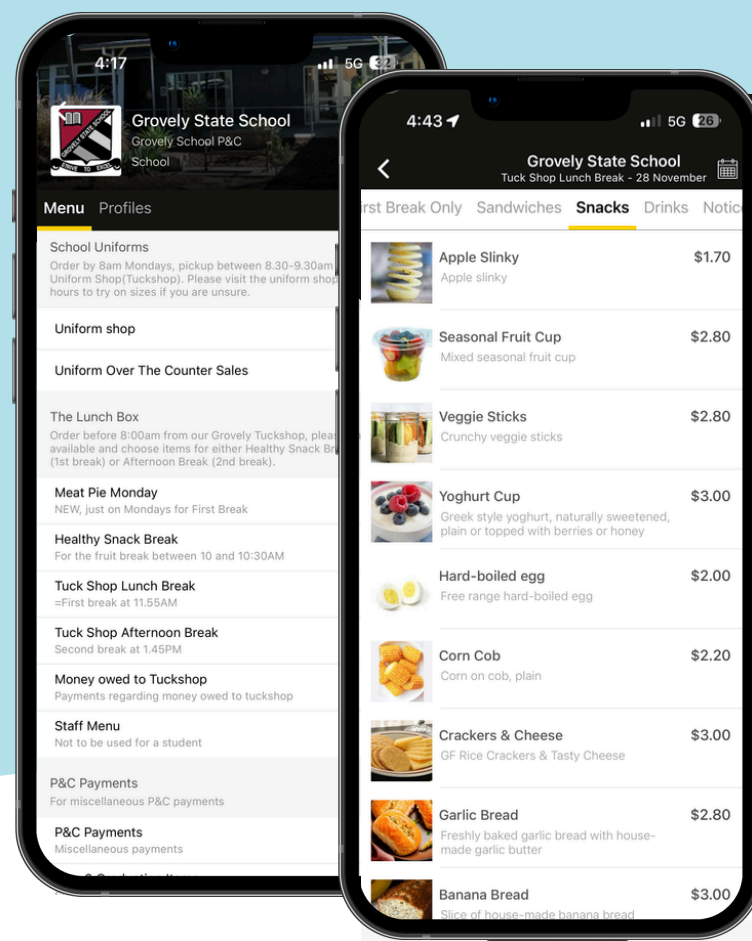 4:17
5G 32
Grovely State School
Grovely School P&C
School
GROVELY STATE SCHOOL
STRIVE TO EXCEL
Menu Profiles
School Uniforms
Order by 8am Mondays, pickup between 8.30-9.30am
Uniform Shop(Tuckshop). Please visit the uniform shop
hours to try on sizes if you are unsure.
Uniform shop
Uniform Over The Counter Sales
The Lunch Box
Order before 8:00am from our Grovely Tuckshop,
available and choose items for either Healthy Snack
(1st break) or Afternoon Break (2nd break).
Meat Pie Monday
NEW, just on Mondays for First Break
Healthy Snack Break
For the fruit break between 10 and 10:30AM
Tuck Shop Lunch Break
=First break at 11.55AM
Tuck Shop Afternoon Break
Second break at 1.45PM
Money owed to Tuckshop
Payments regarding money owed to tuckshop
Staff Menu
Not to be used for a student
P&C Payments
For miscellaneous P&C payments
P&C Payments
Miscellaneous payments
4:43
5G 26
Grovely State School
Tuck Shop Lunch Break - 28 November
irst Break Only Sandwiches Snacks Drinks Notic
Apple Slinky $1.70
Apple slinky
Seasonal Fruit Cup $2.80
Mixed seasonal fruit cup
Veggie Sticks $2.80
Crunchy veggie sticks
Yoghurt Cup $3.00
Greek style yoghurt, naturally sweetened,
plain or topped with berries or honey
Hard-boiled egg $2.00
Free range hard-boiled egg
Corn Cob $2.20
Corn on cob, plain
Crackers & Cheese $3.00
GF Rice Crackers & Tasty Cheese
Garlic Bread $2.80
Freshly baked garlic bread with house-
made garlic butter
Banana Bread $3.00
Slice of house-made banana bread